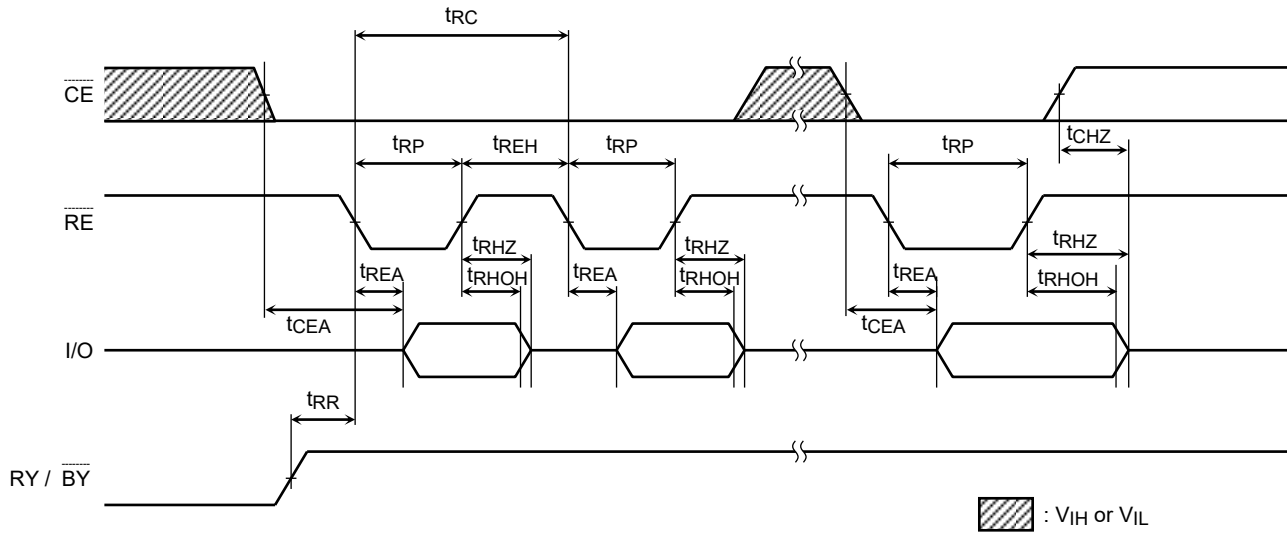 tRC
CE
tRP
tREH
tRP
tRP
tCHZ
RE
tRHZ
tRHZ
tRHZ
tREA
tRHOH
tREA
tRHOH
tREA
tRHOH
tCEA
tCEA
I/O
tRR
RY / BY
: VIH or VIL